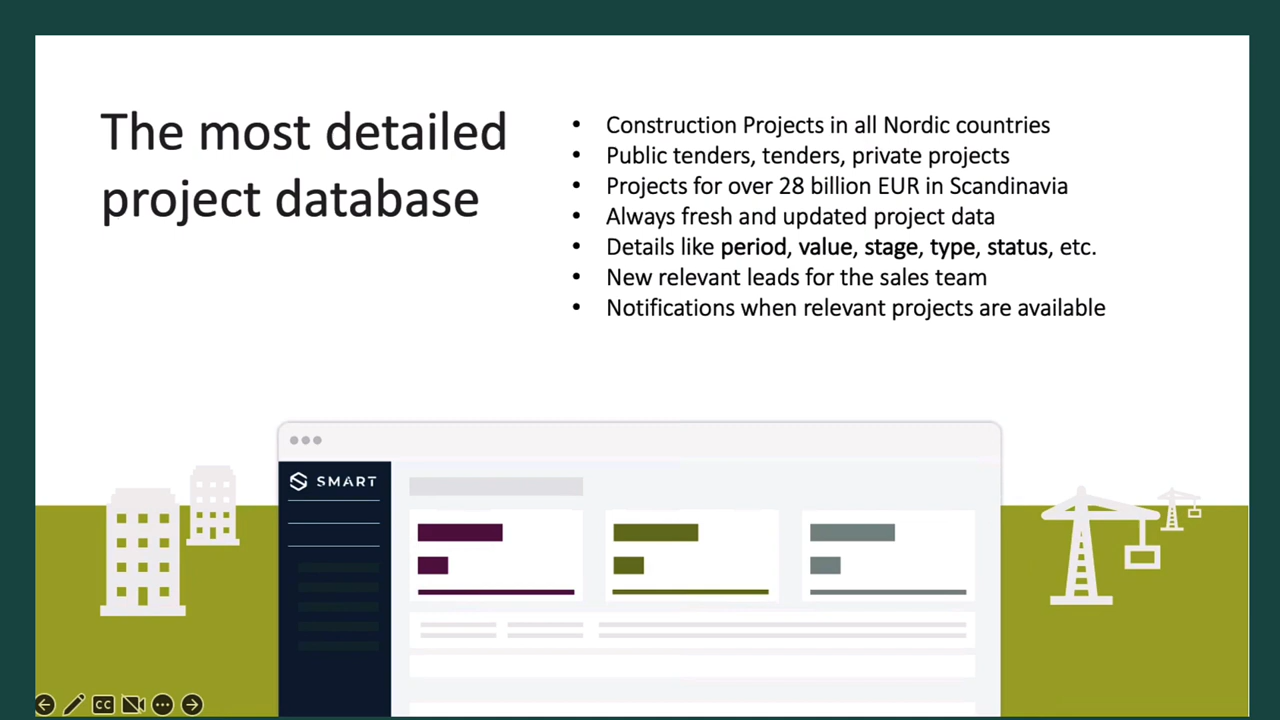 The most detailed
project database
• Construction Projects in all Nordic countries
• Public tenders, tenders, private projects
• Projects for over 28 billion EUR in Scandinavia
• Always fresh and updated project data
• Details like period, value, stage, type, status, etc.
• New relevant leads for the sales team
• Notifications when relevant projects are available
SMART
CC